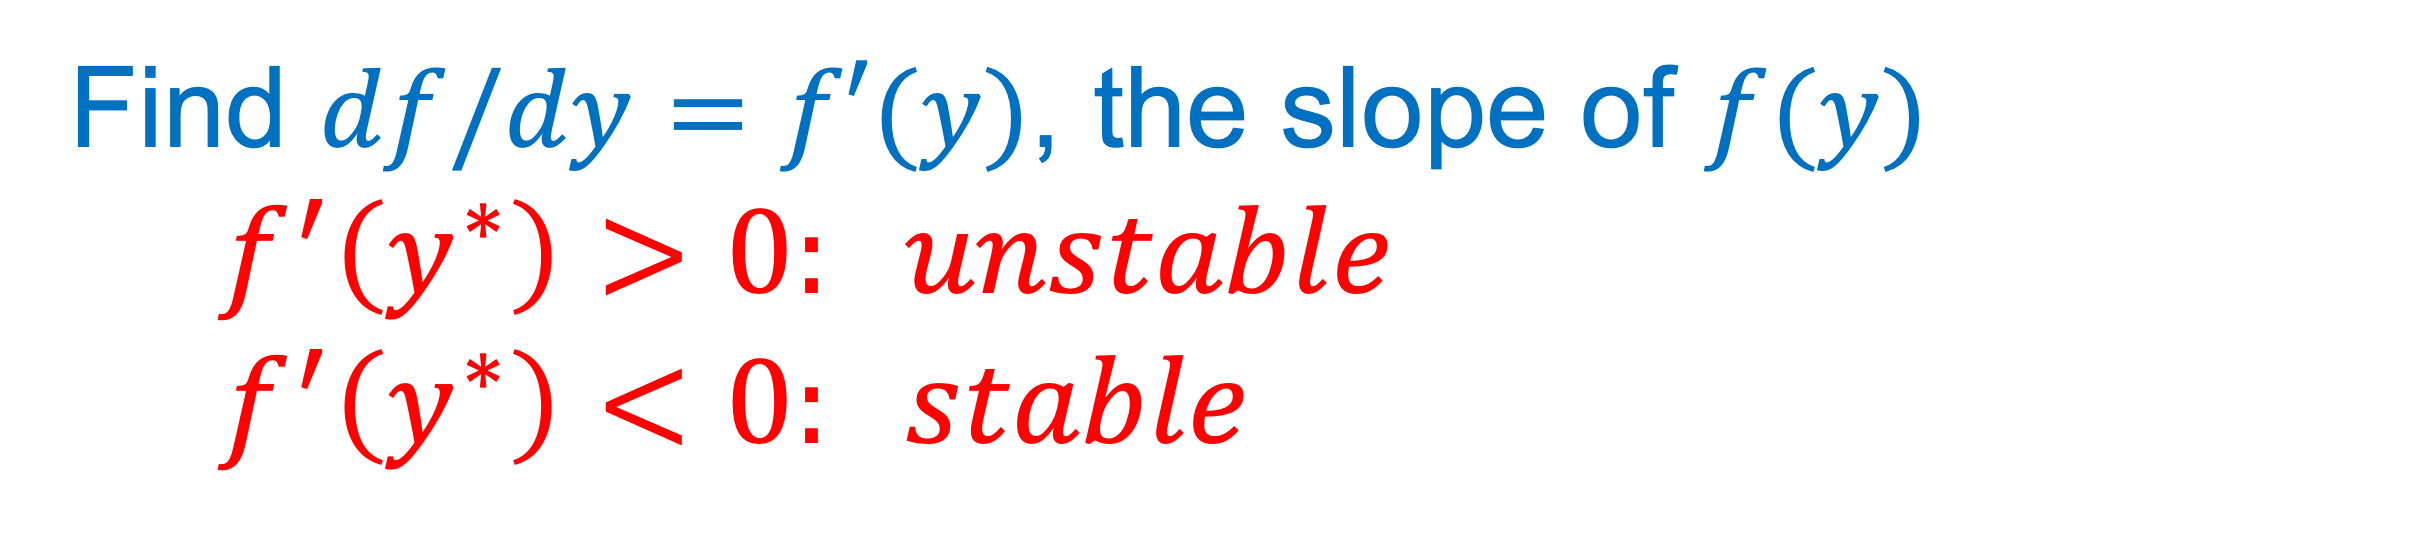 Find df/dy = f′(y), the slope of f(y)
f′(y*) > 0: unstable
f′(y*) < 0: stable